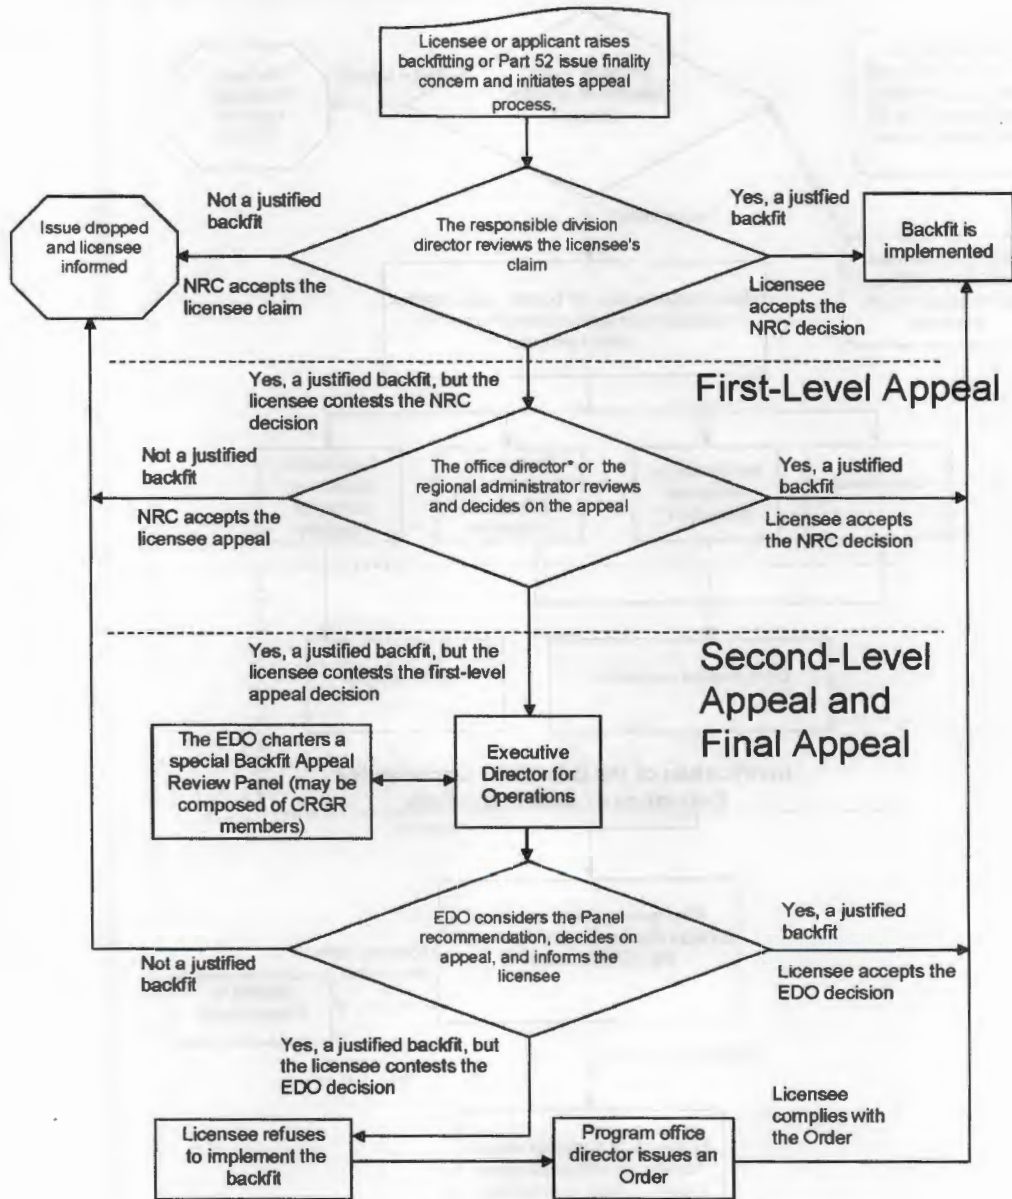 Licensee or applicant raises
backfitting or Part 52 issue finality
concern and initiates appeal
process.
Not a justified
backfit
Yes, a justfied
backfit
Issue dropped
and licensee
informed
The responsible division
director reviews the licensee's
claim
Backfit is
implemented
NRC accepts the
licensee claim
Licensee
accepts the
NRC decision
Yes, a justified backfit, but the
licensee contests the NRC
decision
First-Level Appeal
Not a justified
backfit
The office director* or the
regional administrator reviews
and decides on the appeal
Yes, a justified
backfit
NRC accepts the
licensee appeal
Licensee accepts
the NRC decision
Yes, a justified backfit, but the
licensee contests the first-level
appeal decision
Second-Level
Appeal and
Final Appeal
The EDO charters a
special Backfit Appeal
Review Panel (may be
composed of CRGR
members)
Executive
Director for
Operations
EDO considers the Panel
recommendation, decides on
appeal, and informs the
licensee
Yes, a justified
backfit
Not a justified
backfit
Licensee accepts the
EDO decision
Yes, a justified backfit, but
the licensee contests the
EDO decision
Licensee refuses
to implement the
backfit
Program office
director issues an
Order
Licensee
complies with
the Order